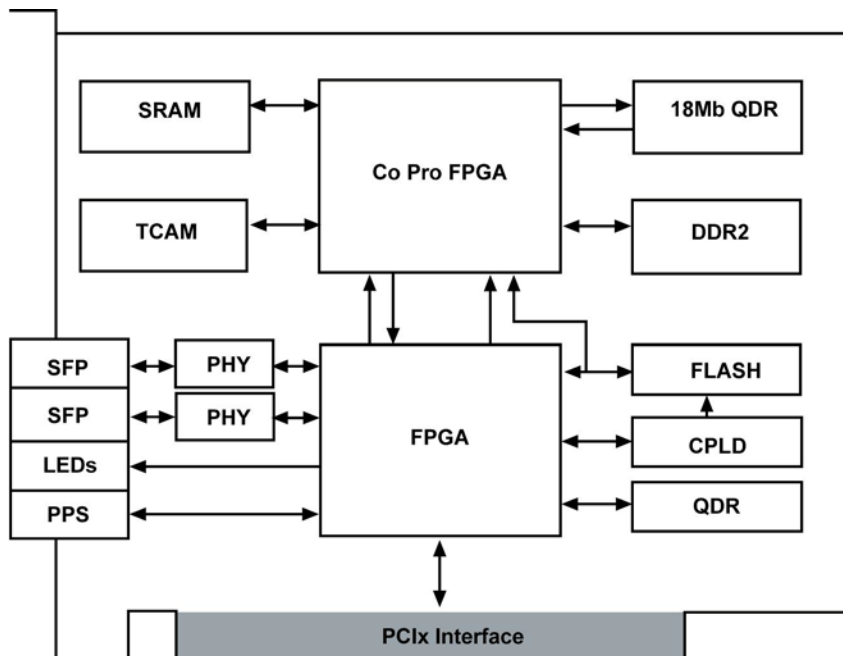 SRAM
Co Pro FPGA
18Mb QDR
TCAM
DDR2
SFP
PHY
FPGA
FLASH
SFP
PHY
CPLD
LEDs
PPS
QDR
PCIx Interface